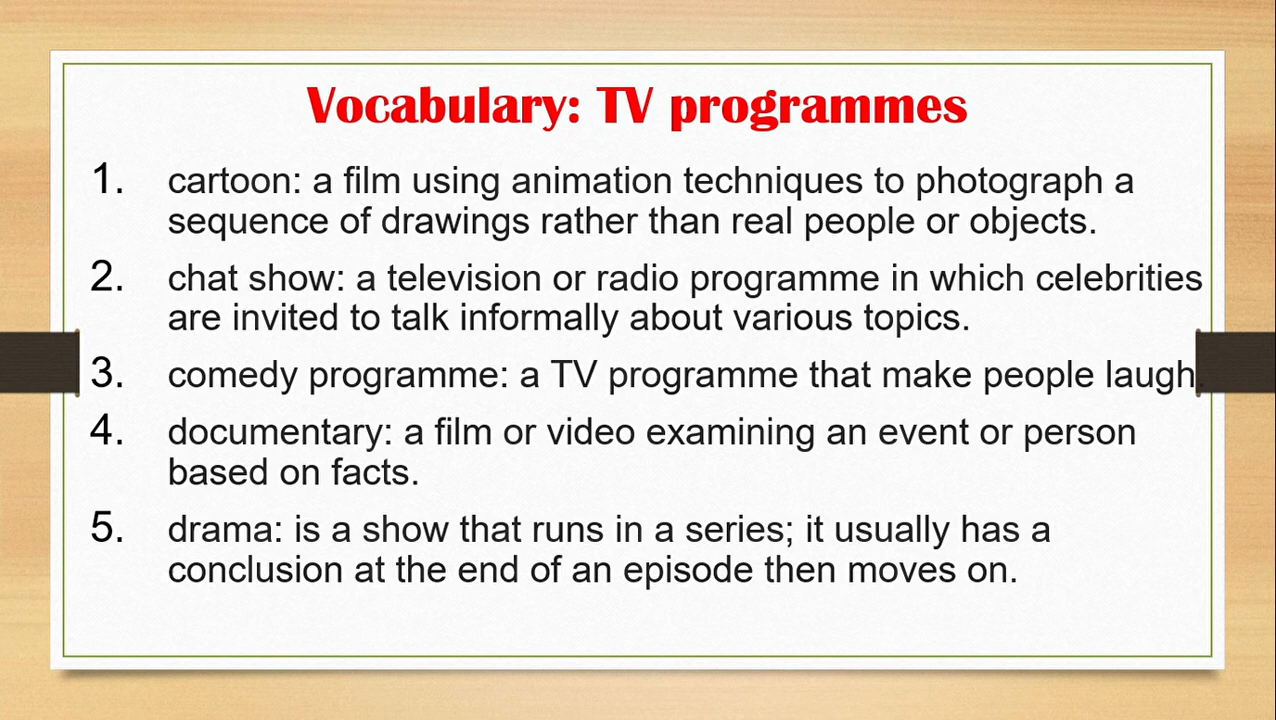 Vocabulary: TV programmes
1. cartoon: a film using animation techniques to photograph a
sequence of drawings rather than real people or objects.
2. chat show: a television or radio programme in which celebrities
are invited to talk informally about various topics.
3. comedy programme: a TV programme that make people laugh.
4. documentary: a film or video examining an event or person
based on facts.
5. drama: is a show that runs in a series; it usually has a
conclusion at the end of an episode then moves on.